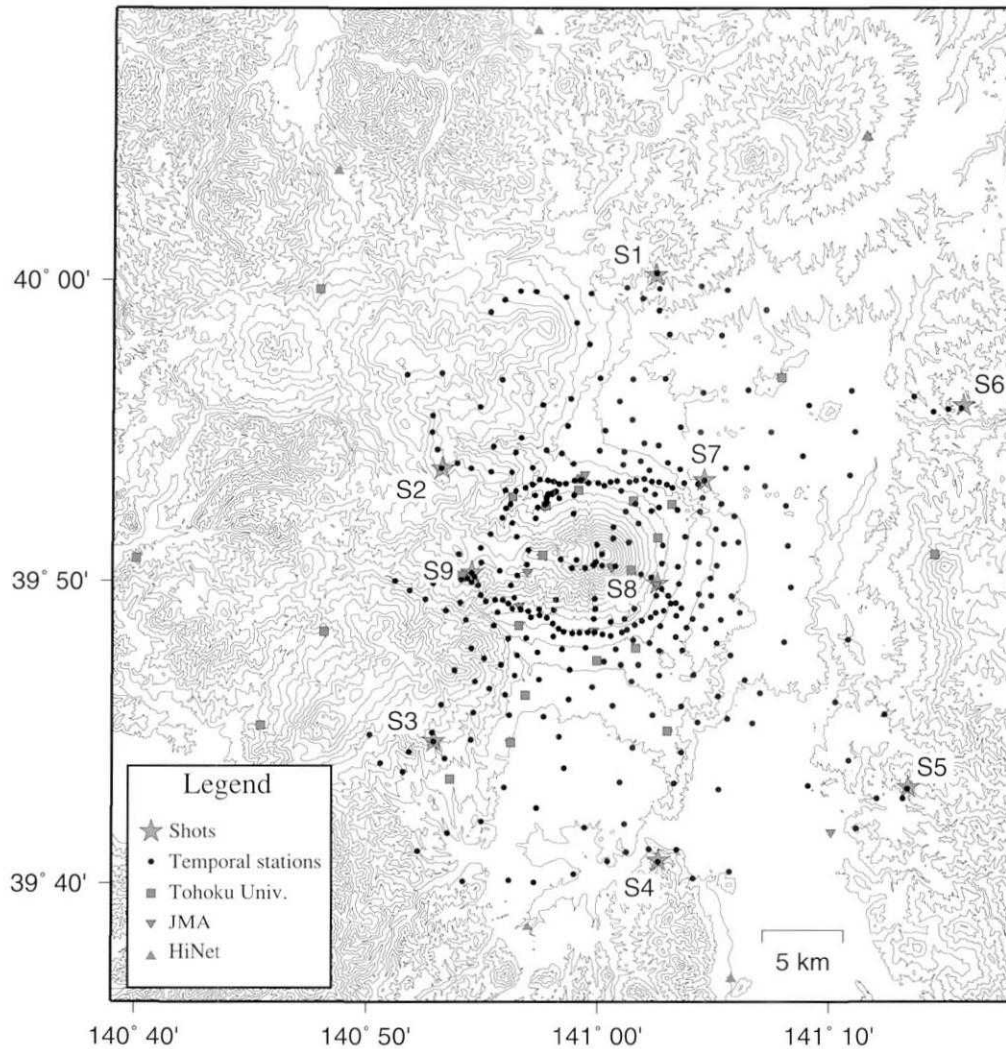 S1
40° 00'
S6
S7
S2
39° 50'
S9
S8
S3
S5
Legend
Shots
Temporal stations
Tohoku Univ.
JMA
HiNet
39° 40'
S4
5 km
140° 40'
140° 50'
141° 00'
141° 10'